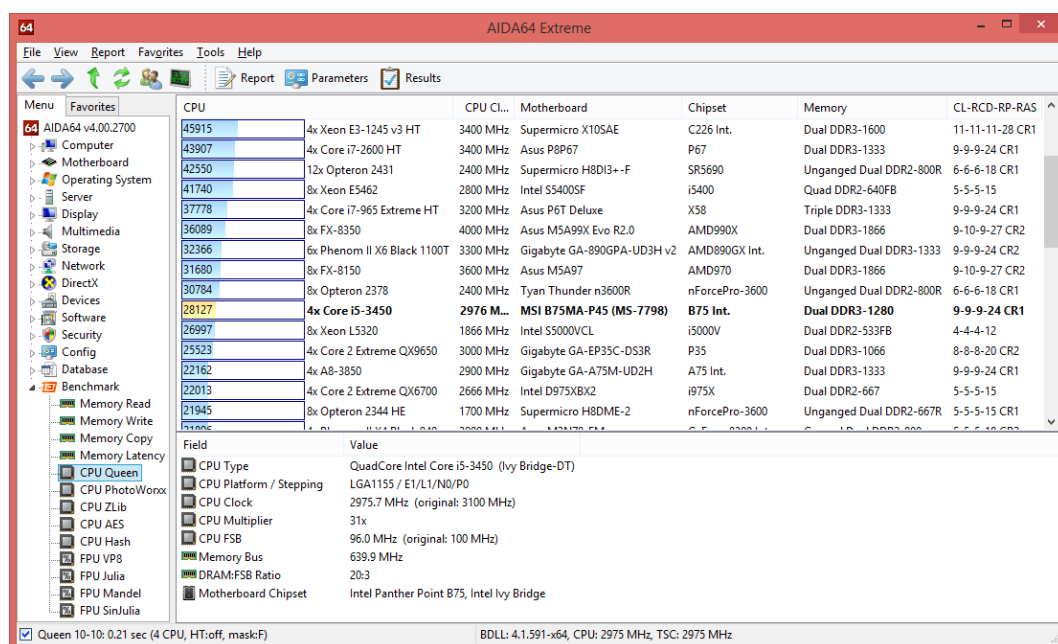 64 AIDA64 Extreme
File View Report Favorites Tools Help
Report Parameters Results
Menu Favorites
64 AIDA64 v4.00.2700
Computer
Motherboard
Operating System
Server
Display
Multimedia
Storage
Network
DirectX
Devices
Software
Security
Config
Database
Benchmark
Memory Read
Memory Write
Memory Copy
Memory Latency
CPU Queen
CPU PhotoWorxx
CPU ZLib
CPU AES
CPU Hash
FPU VP8
FPU Julia
FPU Mandel
FPU SinJulia
CPU CPU Cl... Motherboard Chipset Memory CL-RCD-RP-RAS
45915 4x Xeon E3-1245 v3 HT 3400 MHz Supermicro X10SAE C226 Int. Dual DDR3-1600 11-11-11-28 CR1
43907 4x Core i7-2600 HT 3400 MHz Asus P8P67 P67 Dual DDR3-1333 9-9-9-24 CR1
42550 12x Opteron 2431 2400 MHz Supermicro H8DI3+-F SR5690 Unganged Dual DDR2-800R 6-6-6-18 CR1
41740 8x Xeon E5462 2800 MHz Intel S5400SF i5400 Quad DDR2-640FB 5-5-5-15
37778 4x Core i7-965 Extreme HT 3200 MHz Asus P6T Deluxe X58 Triple DDR3-1333 9-9-9-24 CR1
36089 8x FX-8350 4000 MHz Asus M5A99X Evo R2.0 AMD990X Dual DDR3-1866 9-10-9-27 CR2
32366 6x Phenom II X6 Black 1100T 3300 MHz Gigabyte GA-890GPA-UD3H v2 AMD890GX Int. Unganged Dual DDR3-1333 9-9-9-24 CR2
31680 8x FX-8150 3600 MHz Asus M5A97 AMD970 Dual DDR3-1866 9-10-9-27 CR2
30784 8x Opteron 2378 2400 MHz Tyan Thunder n3600R nForcePro-3600 Unganged Dual DDR2-800R 6-6-6-18 CR1
28127 4x Core i5-3450 2976 M... MSI B75MA-P45 (MS-7798) B75 Int. Dual DDR3-1280 9-9-9-24 CR1
26997 8x Xeon L5320 1866 MHz Intel S5000VCL i5000V Dual DDR2-533FB 4-4-4-12
25523 4x Core 2 Extreme QX9650 3000 MHz Gigabyte GA-EP35C-DS3R P35 Dual DDR3-1066 8-8-8-20 CR2
22162 4x A8-3850 2900 MHz Gigabyte GA-A75M-UD2H A75 Int. Dual DDR3-1333 9-9-9-24 CR1
22013 4x Core 2 Extreme QX6700 2666 MHz Intel D975XBX2 i975X Dual DDR2-667 5-5-5-15
21945 8x Opteron 2344 HE 1700 MHz Supermicro H8DME-2 nForcePro-3600 Unganged Dual DDR2-667R 5-5-5-15 CR1
Field Value
CPU Type QuadCore Intel Core i5-3450 (Ivy Bridge-DT)
CPU Platform / Stepping LGA1155 / E1/L1/N0/P0
CPU Clock 2975.7 MHz (original: 3100 MHz)
CPU Multiplier 31x
CPU FSB 96.0 MHz (original: 100 MHz)
Memory Bus 639.9 MHz
DRAM:FSB Ratio 20:3
Motherboard Chipset Intel Panther Point B75, Intel Ivy Bridge
Queen 10-10: 0.21 sec (4 CPU, HT:off, mask:F) BDLL: 4.1.591-x64, CPU: 2975 MHz, TSC: 2975 MHz